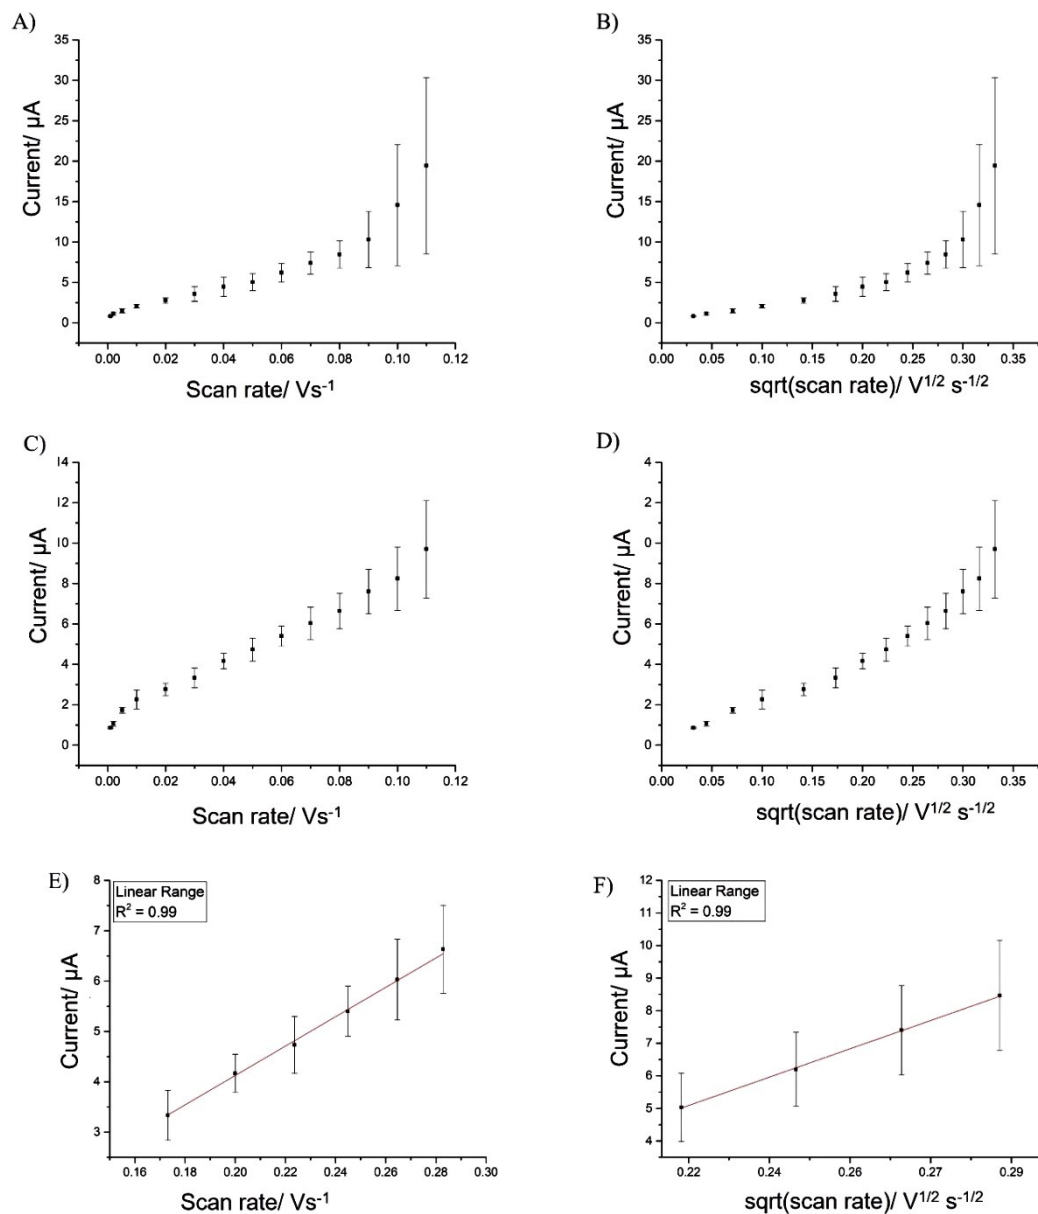 A)
35
30
25
20
15
10
5
0
Current/ µA
0.00 0.02 0.04 0.06 0.08 0.10 0.12
Scan rate/ Vs-1
B)
35
30
25
20
15
10
5
0
Current/ µA
0.00 0.05 0.10 0.15 0.20 0.25 0.30 0.35
sqrt(scan rate)/ V1/2 s-1/2
C)
14
12
10
8
6
4
2
0
Current/ µA
0.00 0.02 0.04 0.06 0.08 0.10 0.12
Scan rate/ Vs-1
D)
4
2
0
8
6
4
2
0
Current/ µA
0.00 0.05 0.10 0.15 0.20 0.25 0.30 0.35
sqrt(scan rate)/ V1/2 s-1/2
E)
Linear Range
R2 = 0.99
8
7
6
5
4
3
Current/ µA
0.16 0.18 0.20 0.22 0.24 0.26 0.28 0.30
Scan rate/ Vs-1
F)
Linear Range
R2 = 0.99
12
11
10
9
8
7
6
5
4
Current/ µA
0.22 0.24 0.26 0.27 0.29
sqrt(scan rate)/ V1/2 s-1/2